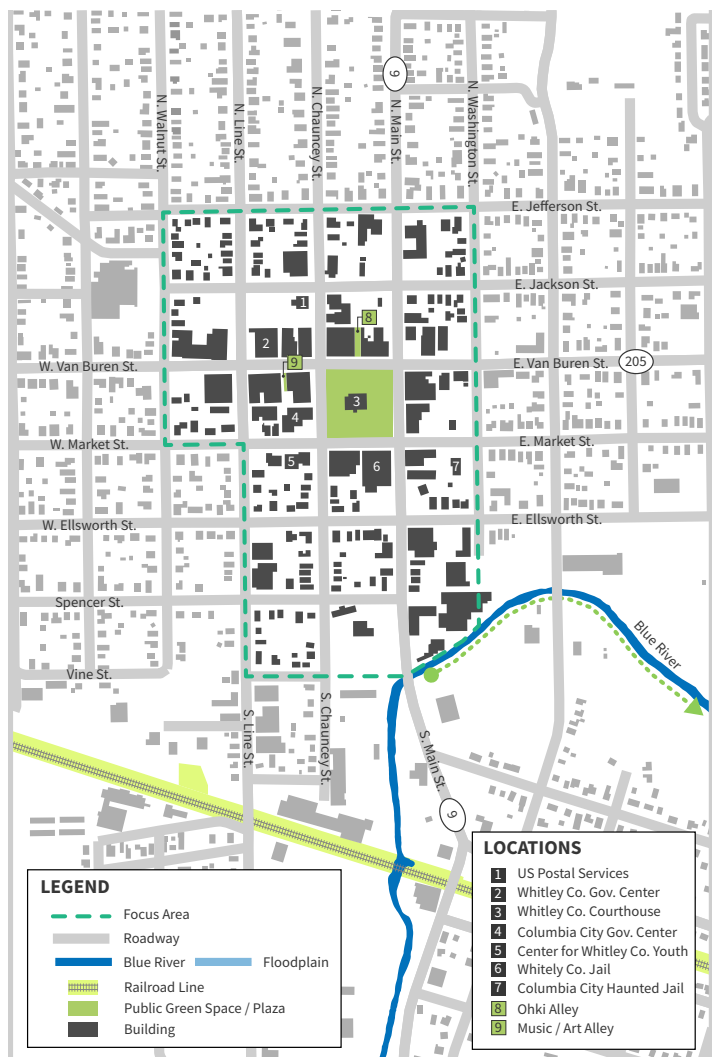 9
N. Walnut St.
N. Line St.
N. Chauncey St.
N. Main St.
N. Washington St.
E. Jefferson St.
E. Jackson St.
1
8
2
9
W. Van Buren St.
E. Van Buren St.
205
3
4
W. Market St.
E. Market St.
5
6
7
W. Ellsworth St.
E. Ellsworth St.
Spencer St.
Blue River
Vine St.
S. Line St.
S. Chauncey St.
S. Main St.
9
LEGEND
Focus Area
Roadway
Blue River
Floodplain
Railroad Line
Public Green Space / Plaza
Building
LOCATIONS
1 US Postal Services
2 Whitley Co. Gov. Center
3 Whitley Co. Courthouse
4 Columbia City Gov. Center
5 Center for Whitley Co. Youth
6 Whitely Co. Jail
7 Columbia City Haunted Jail
8 Ohki Alley
9 Music / Art Alley